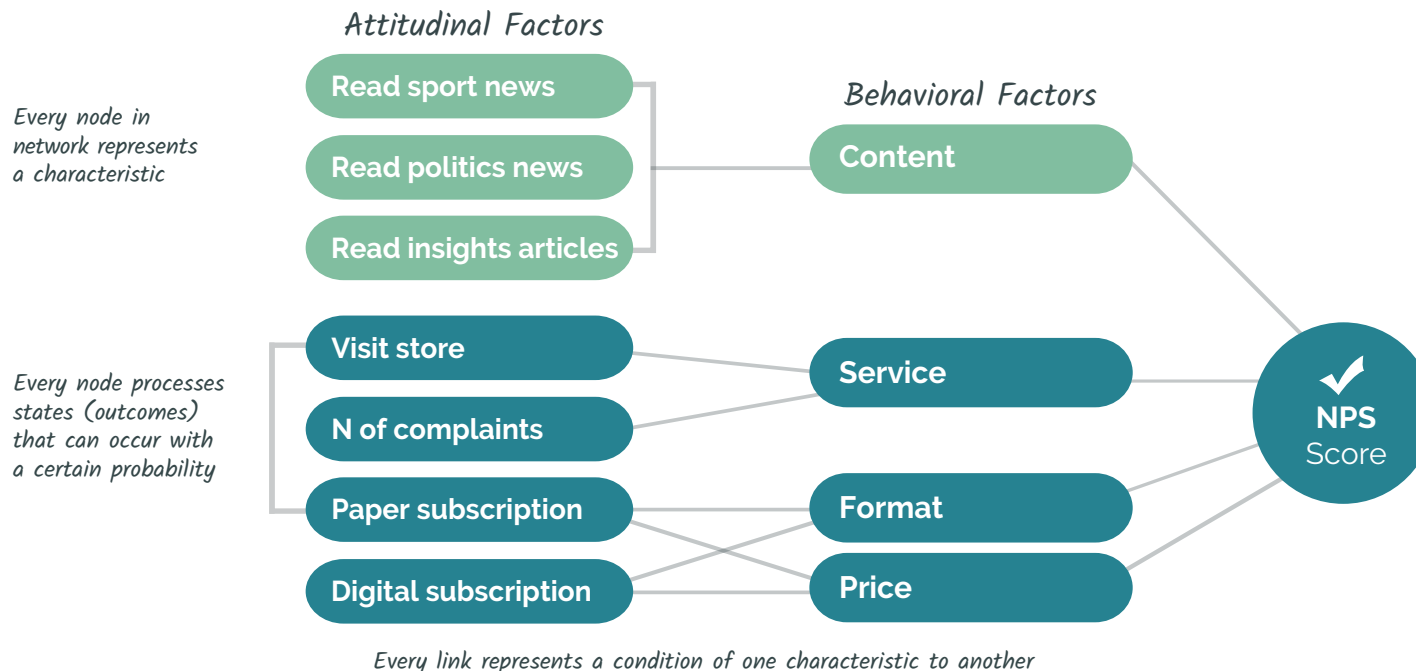 Attitudinal Factors
Read sport news
Read politics news
Read insights articles
Every node in
network represents
a characteristic
Behavioral Factors
Content
Visit store
N of complaints
Paper subscription
Digital subscription
Every node processes
states (outcomes)
that can occur with
a certain probability
Service
Format
Price
NPS
Score
Every link represents a condition of one characteristic to another